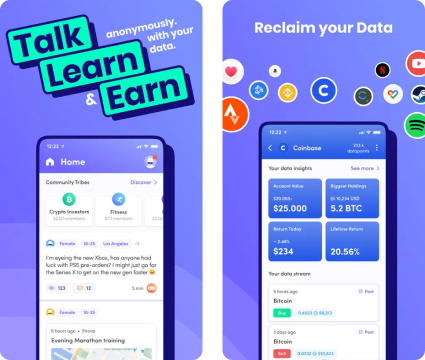 Talk
anonymously.
with your
data.
Learn
& Earn
12:22
Home
Community Tribes
Discover >
Crypto Investors
Fitness
Female
18-25
Los Angeles
I'm eyeing the new Xbox, has anyone had
luck with PS5 pre-orders? I might just go for
the Series X to get on the new gen faster
123
12
5 min
8 hours ago • Strava
Evening Marathon training
Reclaim your Data
12:22
Coinbase
datapoints
Your data insights
See more >
Account Value
$25.000
Biggest Holdings
@ 10,234 USD
5.2 BTC
Return Today
$234
Lifetime Return
20.56%
Your data stream
5 hours ago
Post
Bitcoin
Buy
3 days ago
Post
Bitcoin
Sell